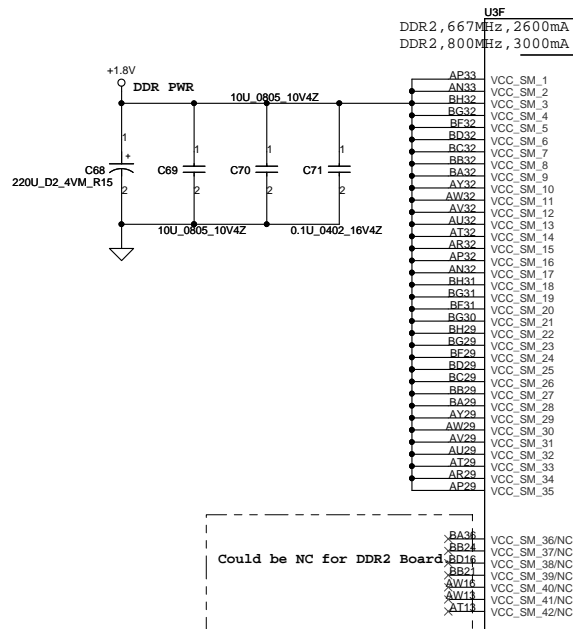 U3F
DDR2,667MHz,2600mA
DDR2,800MHz,3000mA
+1.8V
DDR PWR
10U_0805_10V4Z
1
1
1
1
+
C68
C69
C70
C71
220U_D2_4VM_R15
2
2
2
2
10U_0805_10V4Z
0.1U_0402_16V4Z
AP33 VCC_SM_1
AN33 VCC_SM_2
BH32 VCC_SM_3
BG32 VCC_SM_4
BF32 VCC_SM_5
BD32 VCC_SM_6
BC32 VCC_SM_7
BB32 VCC_SM_8
BA32 VCC_SM_9
AY32 VCC_SM_10
AW32 VCC_SM_11
AV32 VCC_SM_12
AU32 VCC_SM_13
AT32 VCC_SM_14
AR32 VCC_SM_15
AP32 VCC_SM_16
AN32 VCC_SM_17
BH31 VCC_SM_18
BG31 VCC_SM_19
BF31 VCC_SM_20
BG30 VCC_SM_21
BH29 VCC_SM_22
BG29 VCC_SM_23
BF29 VCC_SM_24
BD29 VCC_SM_25
BC29 VCC_SM_26
BB29 VCC_SM_27
BA29 VCC_SM_28
AY29 VCC_SM_29
AW29 VCC_SM_30
AV29 VCC_SM_31
AU29 VCC_SM_32
AT29 VCC_SM_33
AR29 VCC_SM_34
AP29 VCC_SM_35
Could be NC for DDR2 Board
BA36 VCC_SM_36/NC
BB24 VCC_SM_37/NC
BD16 VCC_SM_38/NC
BB21 VCC_SM_39/NC
AW16 VCC_SM_40/NC
AW13 VCC_SM_41/NC
AT13 VCC_SM_42/NC